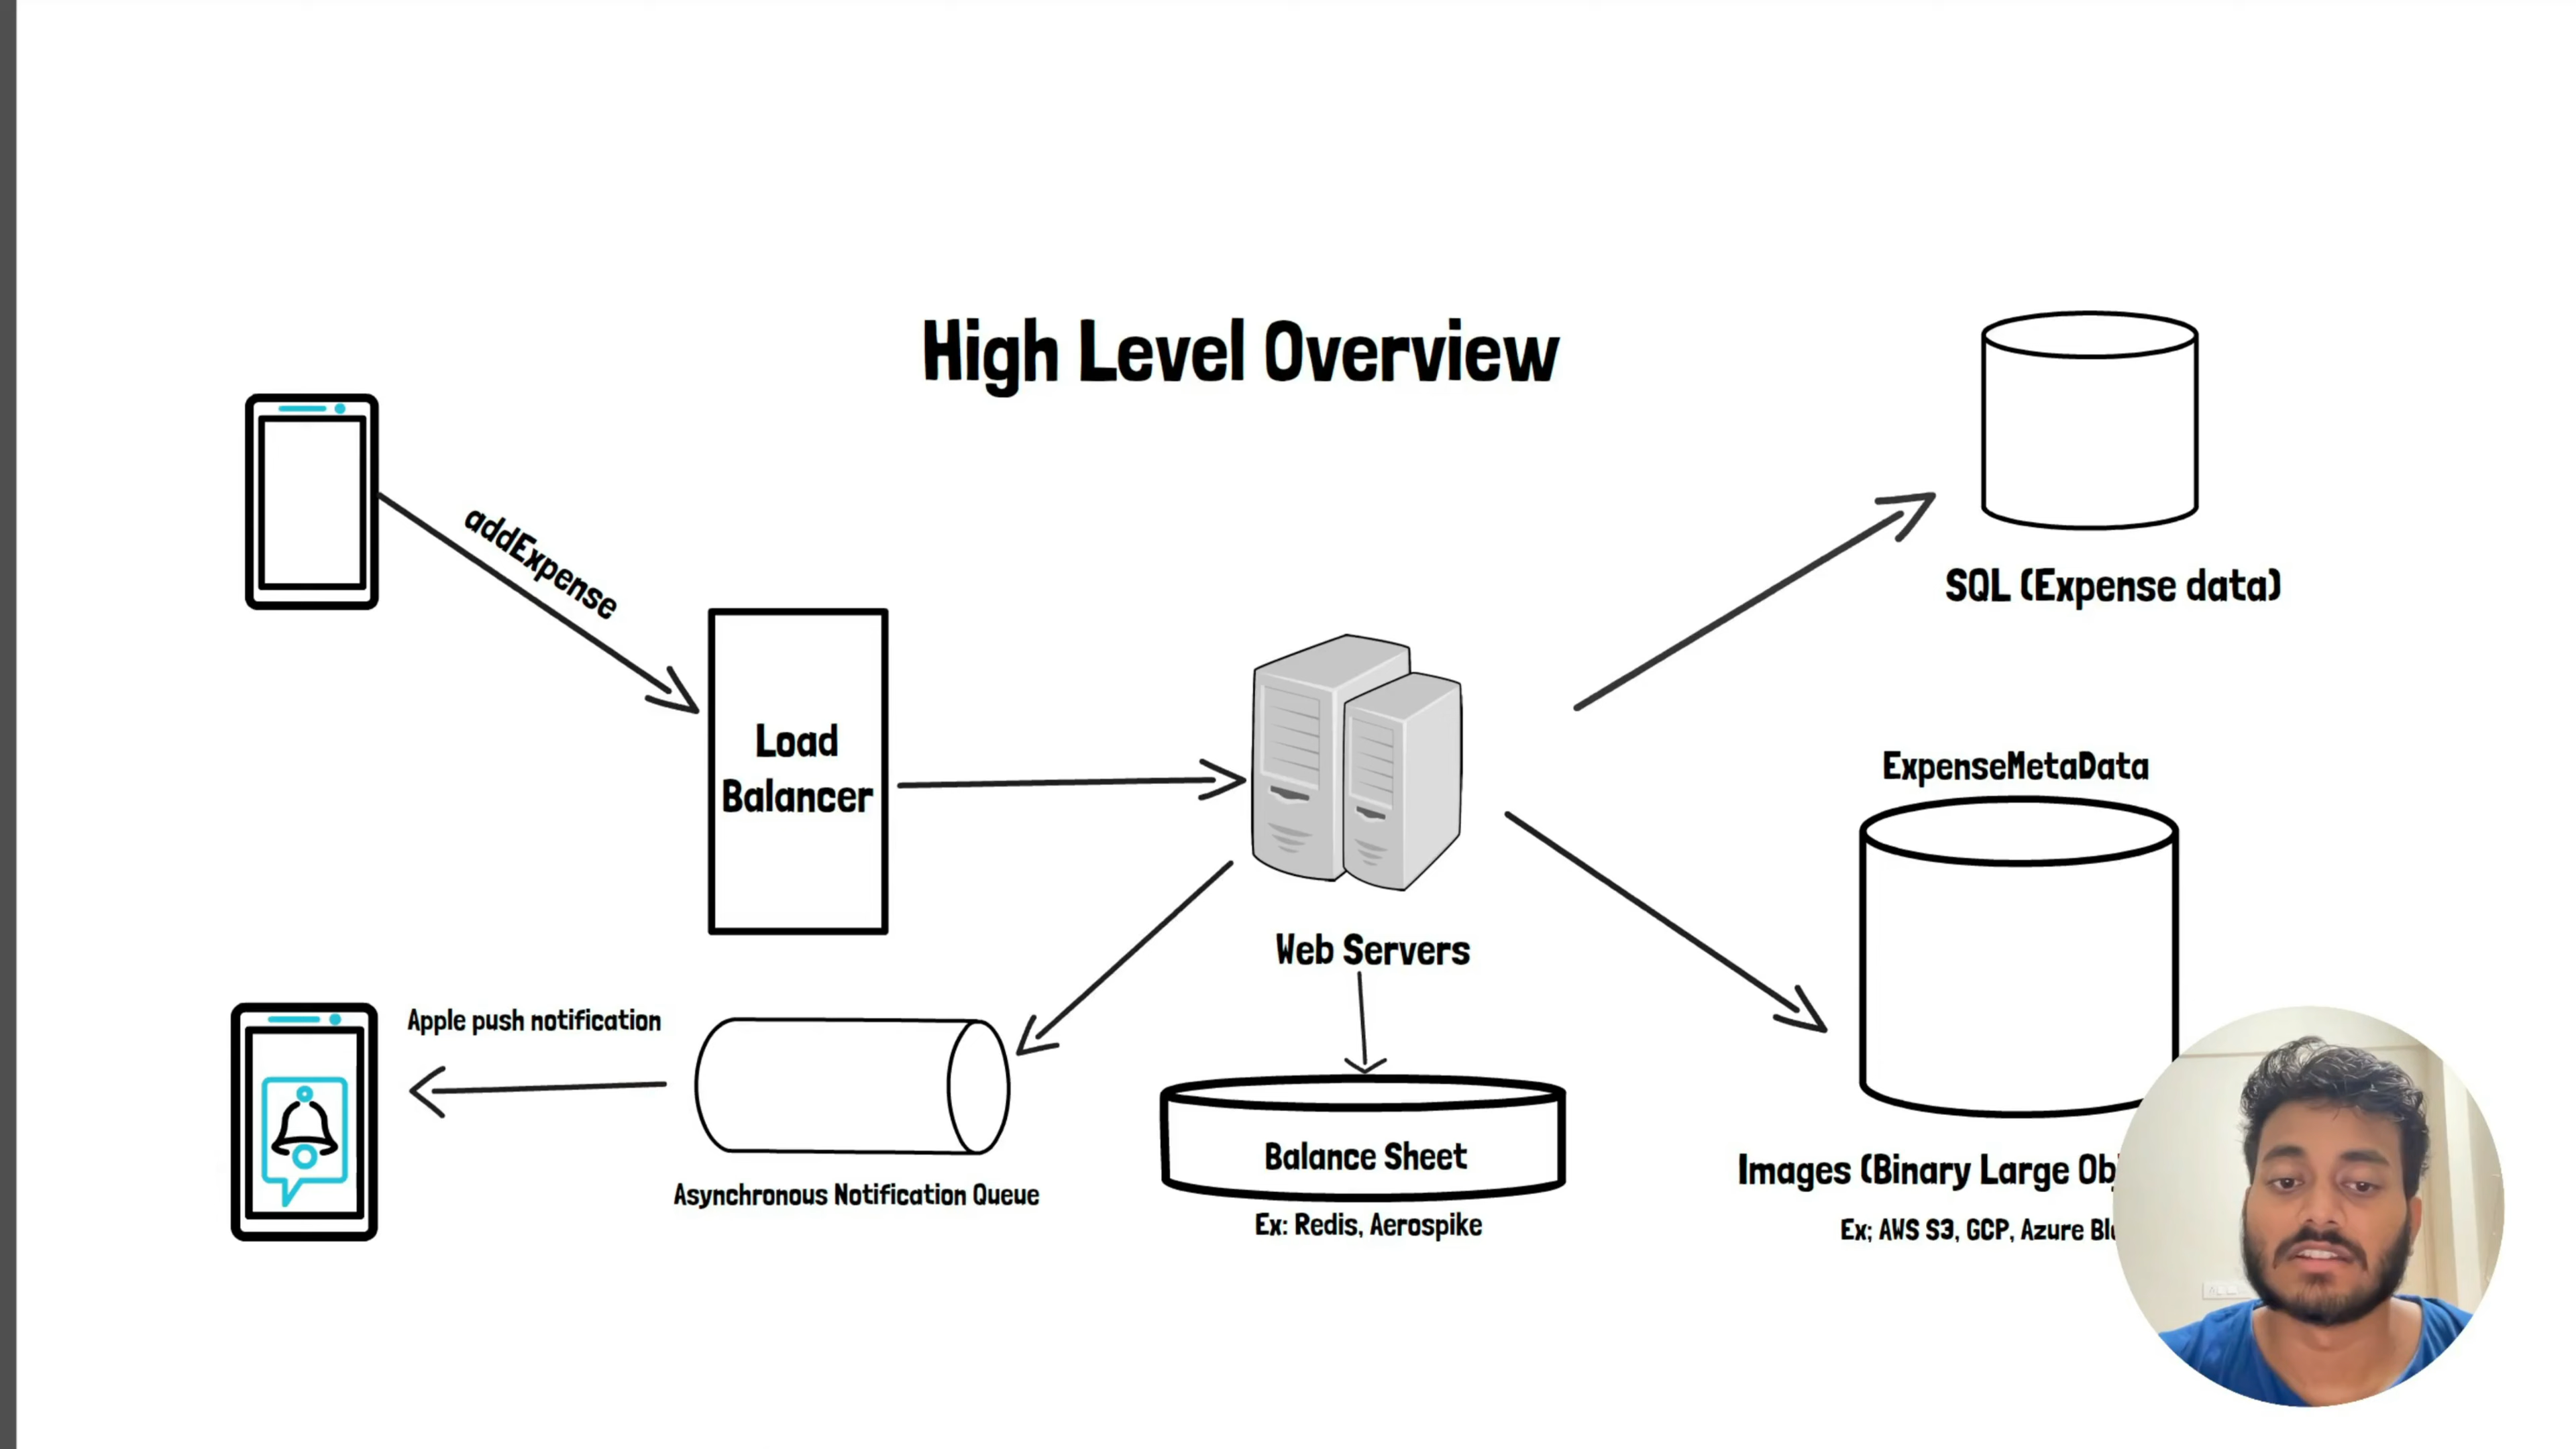 High Level Overview
addExpense
Load
Balancer
Web Servers
SQL (Expense data)
ExpenseMetaData
Images (Binary Large
Ex; AWS S3, GCP, Azure
Apple push notification
Asynchronous Notification Queue
Balance Sheet
Ex: Redis, Aerospike